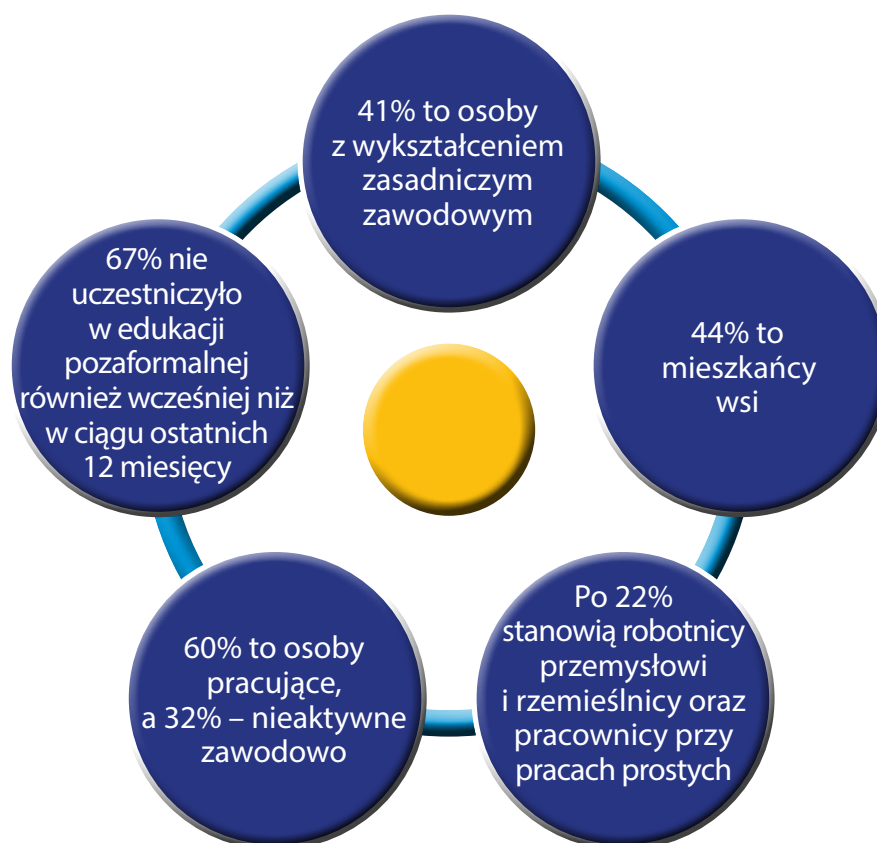 41% to osoby
z wykształceniem
zasadniczym
zawodowym
67% nie
uczestniczyło
w edukacji
pozaformalnej
również wcześniej niż
w ciągu ostatnich
12 miesięcy
44% to
mieszkańcy
wsi
60% to osoby
pracujące,
a 32% – nieaktywne
zawodowo
Po 22%
stanowią robotnicy
przemysłowi
i rzemieślnicy oraz
pracownicy przy
pracach prostych